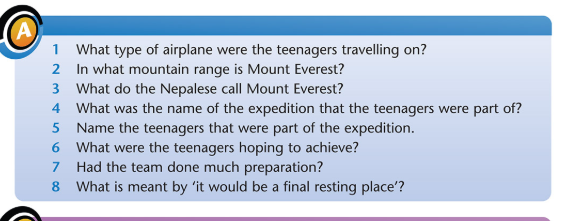 A
1 What type of airplane were the teenagers travelling on?
2 In what mountain range is Mount Everest?
3 What do the Nepalese call Mount Everest?
4 What was the name of the expedition that the teenagers were part of?
5 Name the teenagers that were part of the expedition.
6 What were the teenagers hoping to achieve?
7 Had the team done much preparation?
8 What is meant by ‘it would be a final resting place’?